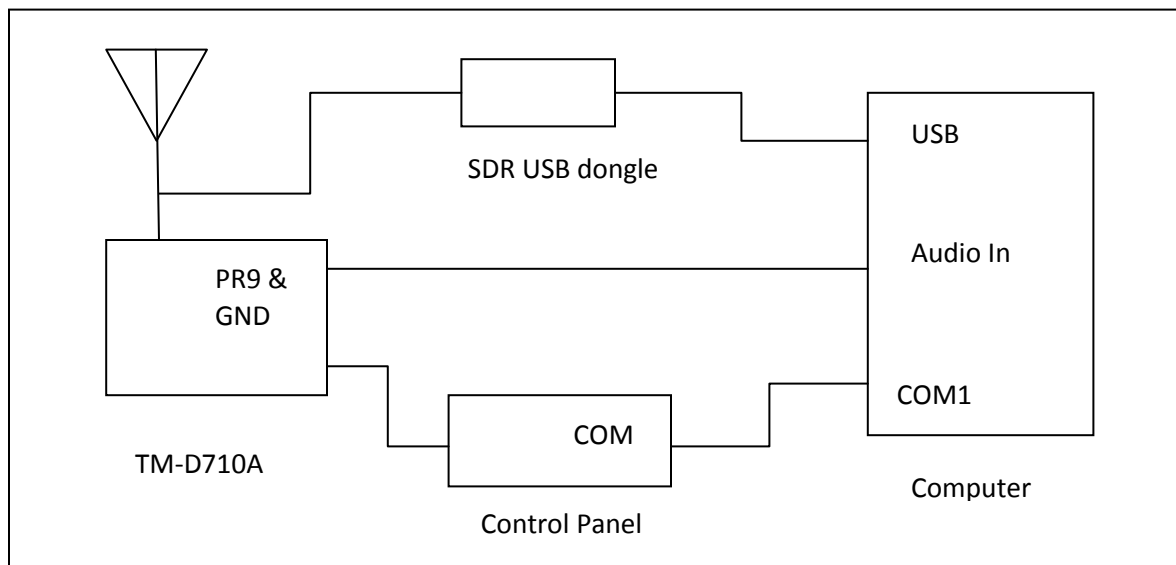 USB
SDR USB dongle
Audio In
PR9 &
GND
COM1
COM
TM-D710A
Computer
Control Panel